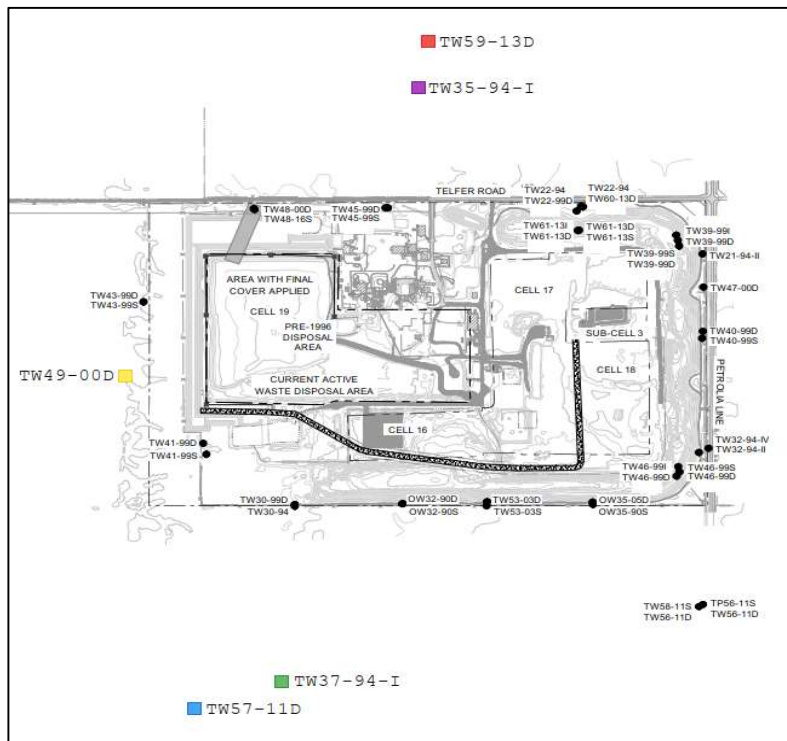 TW59-13D
TW35-94-I
TELFER ROAD
TW22-94
TW22-99D
TW22-94
TW60-13D
TW48-00D
TW48-16S
TW45-99D
TW45-99S
TW61-13I
TW61-13D
TW61-13D
TW61-13S
TW39-99I
TW39-99D
TW39-99S
TW39-99D
TW21-94-II
AREA WITH FINAL
COVER APPLIED
CELL 19
CELL 17
TW47-00D
TW43-99D
TW43-99S
PRE-1996
DISPOSAL
AREA
SUB-CELL 3
TW40-99D
TW40-99S
TW49-00D
CURRENT ACTIVE
WASTE DISPOSAL AREA
CELL 18
PETROLIA LINE
CELL 16
TW41-99D
TW41-99S
TW32-94-IV
TW32-94-II
TW46-99I
TW46-99D
TW46-99S
TW46-99D
TW30-99D
TW30-94
OW32-90D
OW32-90S
TW53-03D
TW53-03S
OW35-05D
OW35-90S
TW58-11S
TW56-11D
TP56-11S
TW56-11D
TW37-94-I
TW57-11D